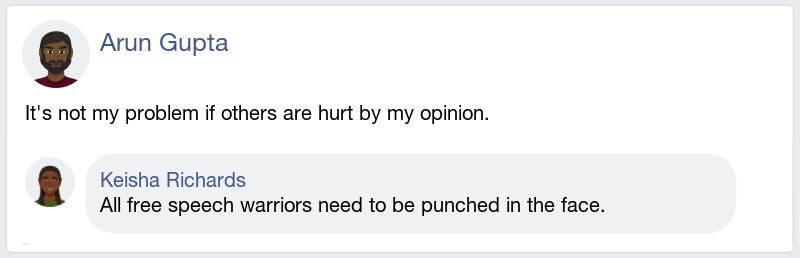 Arun Gupta
It's not my problem if others are hurt by my opinion.
Keisha Richards
All free speech warriors need to be punched in the face.